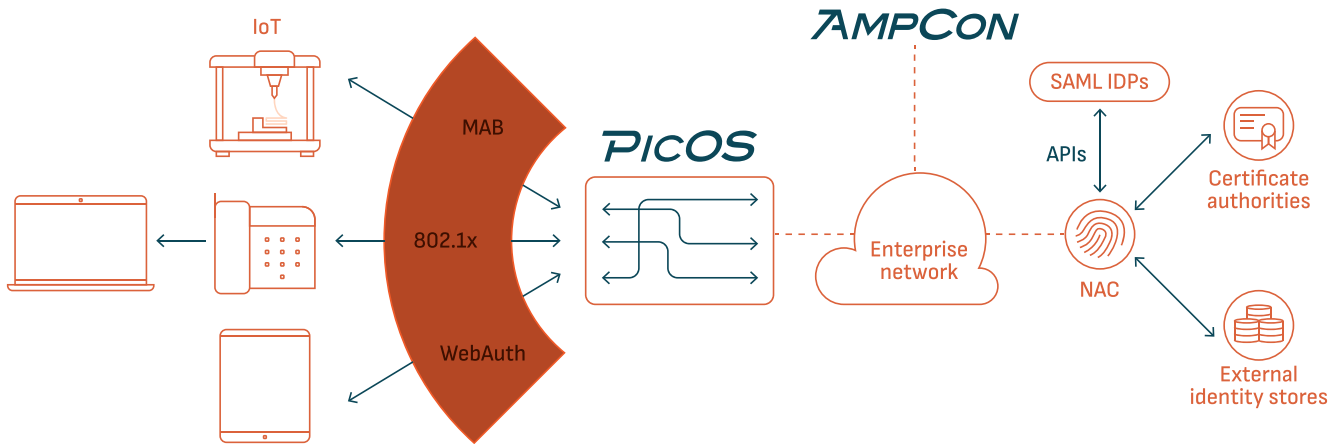 IoT
MAB
802.1x
WebAuth
PICOS
AMPCON
Enterprise
network
SAML IDPs
APIs
NAC
Certificate
authorities
External
identity stores